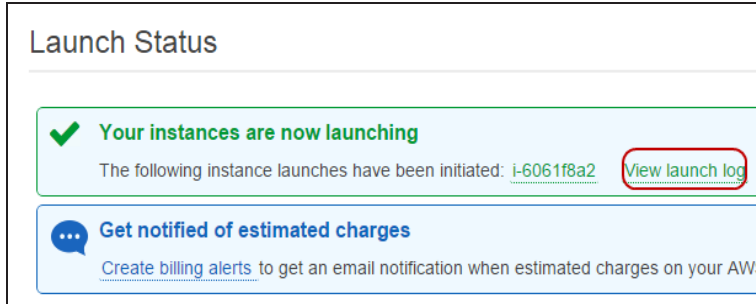 Launch Status
Your instances are now launching
The following instance launches have been initiated: i-6061f8a2 View launch log
Get notified of estimated charges
Create billing alerts to get an email notification when estimated charges on your AW